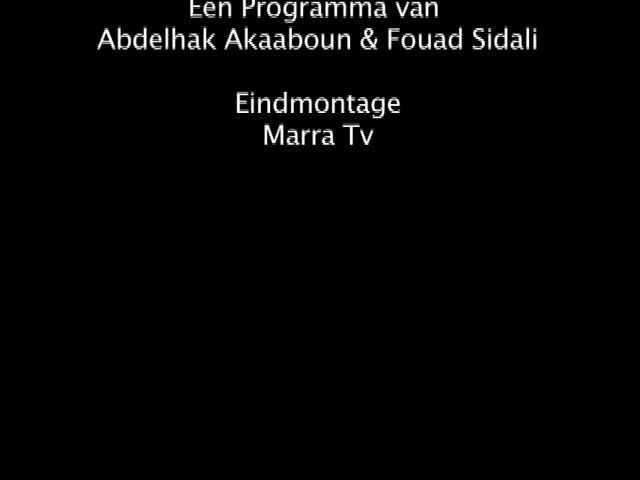 Een Programma van
Abdelhak Akaaboun & Fouad Sidali
Eindmontage
Marra Tv